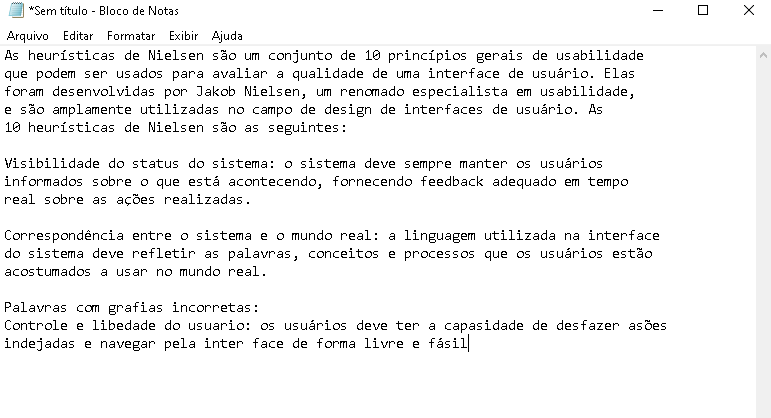 *Sem título - Bloco de Notas
Arquivo Editar Formatar Exibir Ajuda
As heurísticas de Nielsen são um conjunto de 10 princípios gerais de usabilidade
que podem ser usados para avaliar a qualidade de uma interface de usuário. Elas
foram desenvolvidas por Jakob Nielsen, um renomado especialista em usabilidade,
e são amplamente utilizadas no campo de design de interfaces de usuário. As
10 heurísticas de Nielsen são as seguintes:
Visibilidade do status do sistema: o sistema deve sempre manter os usuários
informados sobre o que está acontecendo, fornecendo feedback adequado em tempo
real sobre as ações realizadas.
Correspondência entre o sistema e o mundo real: a linguagem utilizada na interface
do sistema deve refletir as palavras, conceitos e processos que os usuários estão
acostumados a usar no mundo real.
Palavras com grafias incorretas:
Controle e libedade do usuario: os usuários deve ter a capasidade de desfazer asões
indejadas e navegar pela inter face de forma livre e fásil